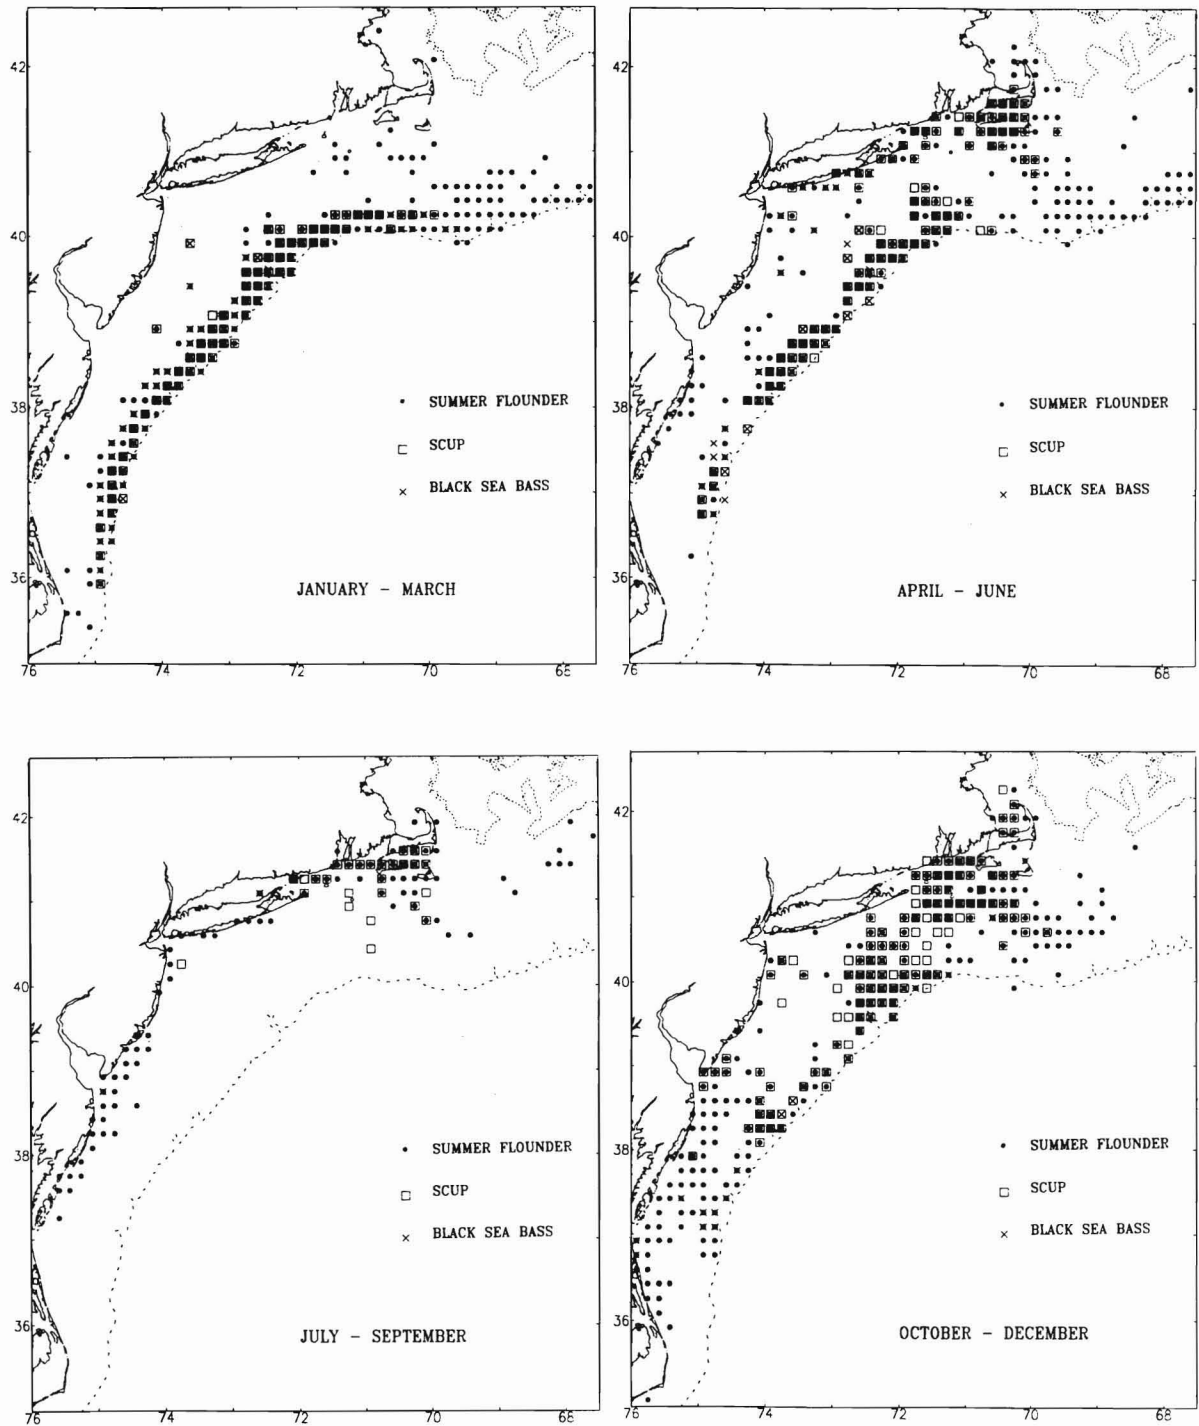 42
40
38
36
76 74 72 70 68
SUMMER FLOUNDER
SCUP
BLACK SEA BASS
JANUARY - MARCH
42
40
38
36
76 74 72 70 68
SUMMER FLOUNDER
SCUP
BLACK SEA BASS
APRIL - JUNE
42
40
38
36
76 74 72 70 68
SUMMER FLOUNDER
SCUP
BLACK SEA BASS
JULY - SEPTEMBER
42
40
38
36
76 74 72 70 68
SUMMER FLOUNDER
SCUP
BLACK SEA BASS
OCTOBER - DECEMBER